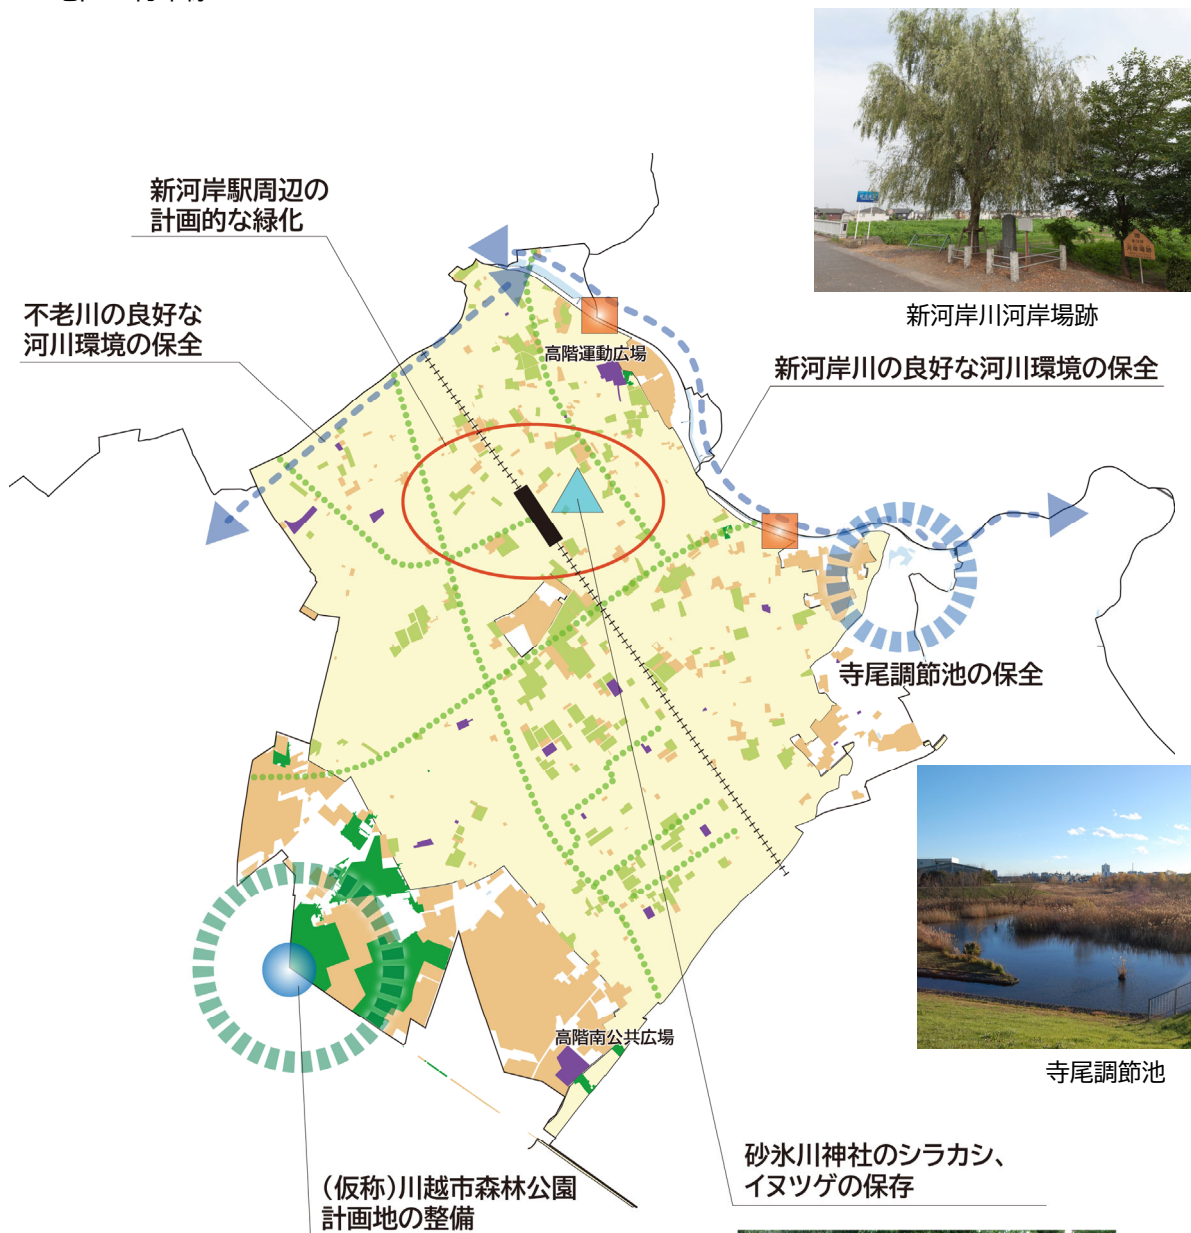 新河岸駅周辺の
計画的な緑化
不老川の良好な
河川環境の保全
高階運動広場
新河岸川河岸場跡
新河岸川の良好な河川環境の保全
寺尾調節池の保全
寺尾調節池
高階南公共広場
砂氷川神社のシラカシ、
イヌツゲの保存
（仮称）川越市森林公園
計画地の整備